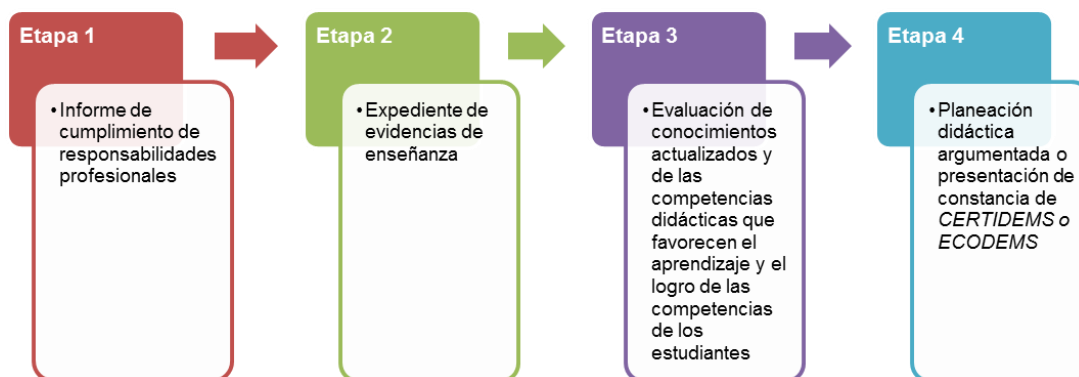 Etapa 1
• Informe de
cumplimiento de
responsabilidades
profesionales
Etapa 2
• Expediente de
evidencias de
enseñanza
Etapa 3
• Evaluación de
conocimientos
actualizados y
de las
competencias
didácticas que
favorecen el
aprendizaje y el
logro de las
competencias
de los
estudiantes
Etapa 4
• Planeación
didáctica
argumentada o
presentación de
constancia de
CERTIDEMS o
ECODEMS